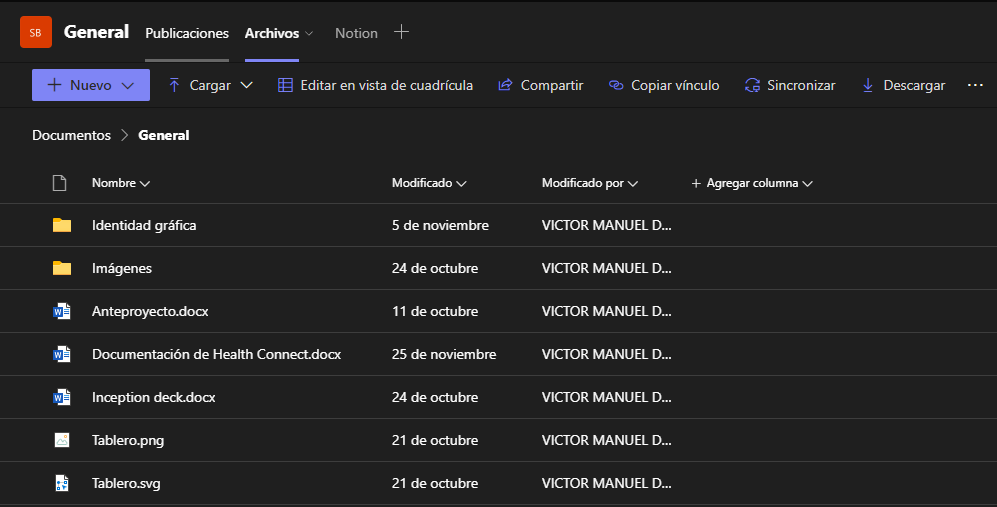 SB General Publicaciones Archivos Notion
Nuevo Cargar Editar en vista de cuadrícula Compartir Copiar vínculo Sincronizar Descargar ...
Documentos > General
Nombre Modificado Modificado por + Agregar columna
Identidad gráfica 5 de noviembre VICTOR MANUEL D...
Imágenes 24 de octubre VICTOR MANUEL D...
Anteproyecto.docx 11 de octubre VICTOR MANUEL D...
Documentación de Health Connect.docx 25 de noviembre VICTOR MANUEL D...
Inception deck.docx 24 de octubre VICTOR MANUEL D...
Tablero.png 21 de octubre VICTOR MANUEL D...
Tablero.svg 21 de octubre VICTOR MANUEL D...